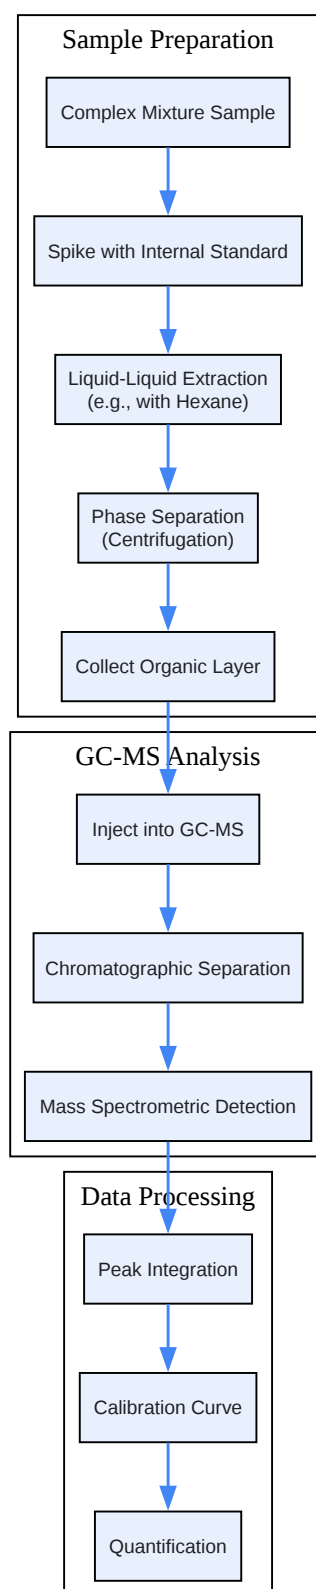 Sample Preparation
Complex Mixture Sample
Spike with Internal Standard
Liquid-Liquid Extraction
(e.g., with Hexane)
Phase Separation
(Centrifugation)
Collect Organic Layer
GC-MS Analysis
Inject into GC-MS
Chromatographic Separation
Mass Spectrometric Detection
Data Processing
Peak Integration
Calibration Curve
Quantification